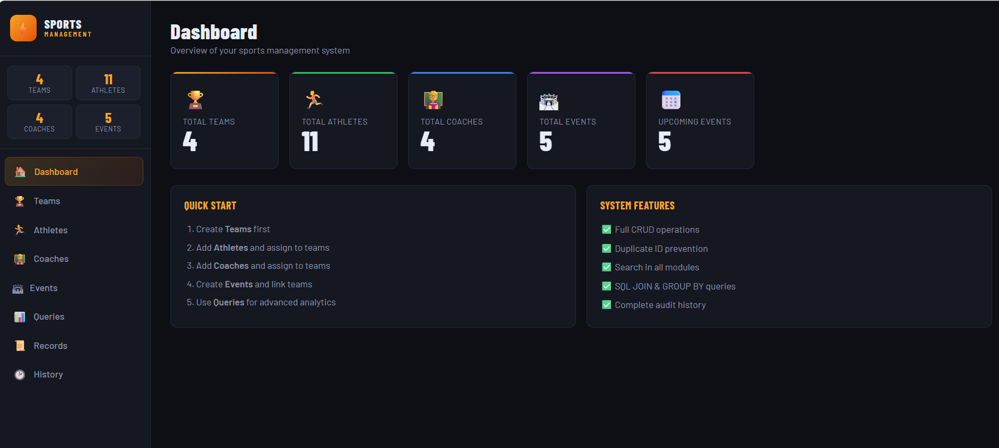 SPORTS
MANAGEMENT
4
TEAMS
11
ATHLETES
4
COACHES
5
EVENTS
Dashboard
Teams
Athletes
Coaches
Events
Queries
Records
History
Dashboard
Overview of your sports management system
TOTAL TEAMS
4
TOTAL ATHLETES
11
TOTAL COACHES
4
TOTAL EVENTS
5
UPCOMING EVENTS
5
QUICK START
1. Create Teams first
2. Add Athletes and assign to teams
3. Add Coaches and assign to teams
4. Create Events and link teams
5. Use Queries for advanced analytics
SYSTEM FEATURES
✅ Full CRUD operations
✅ Duplicate ID prevention
✅ Search in all modules
✅ SQL JOIN & GROUP BY queries
✅ Complete audit history